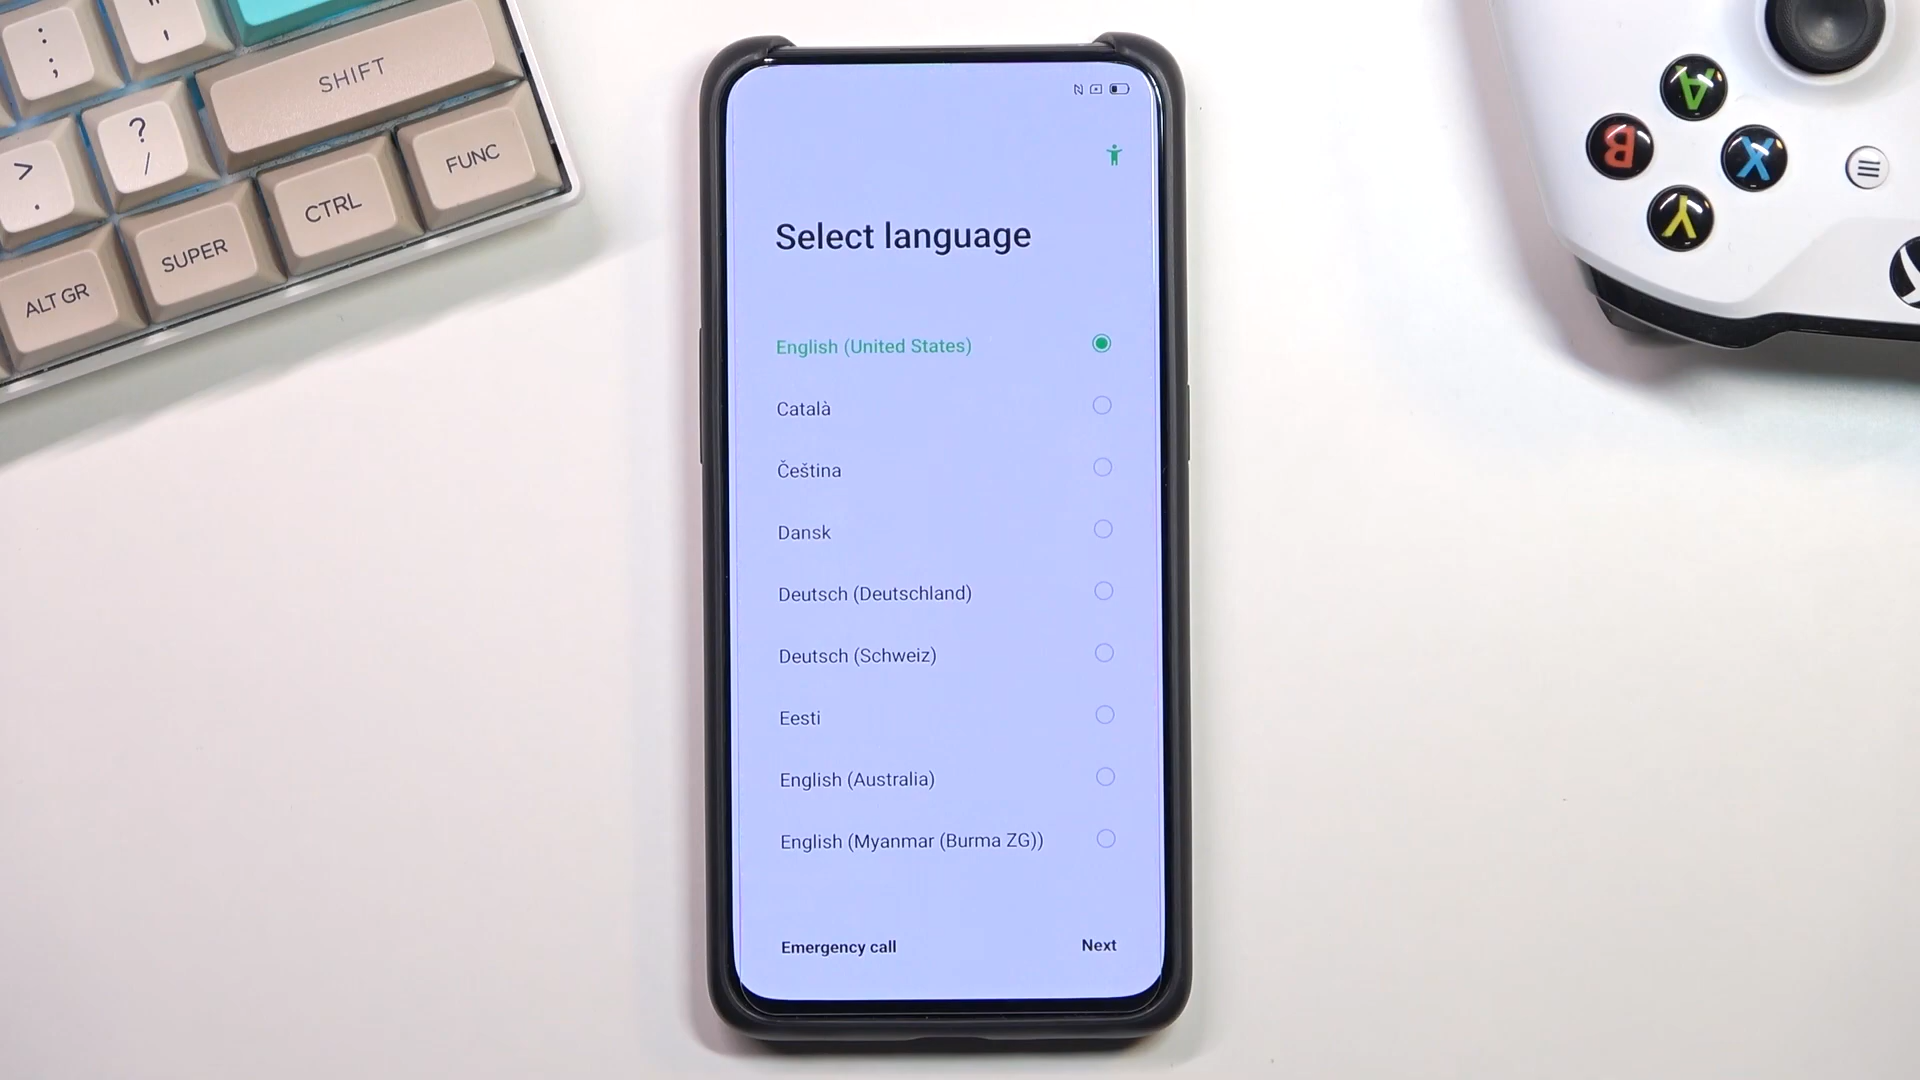 : ;
" '
SHIFT
> .
? /
FUNC
CTRL
SUPER
ALT GR
Select language
English (United States)
Català
Čeština
Dansk
Deutsch (Deutschland)
Deutsch (Schweiz)
Eesti
English (Australia)
English (Myanmar (Burma ZG))
Emergency call
Next
A
B
X
Y